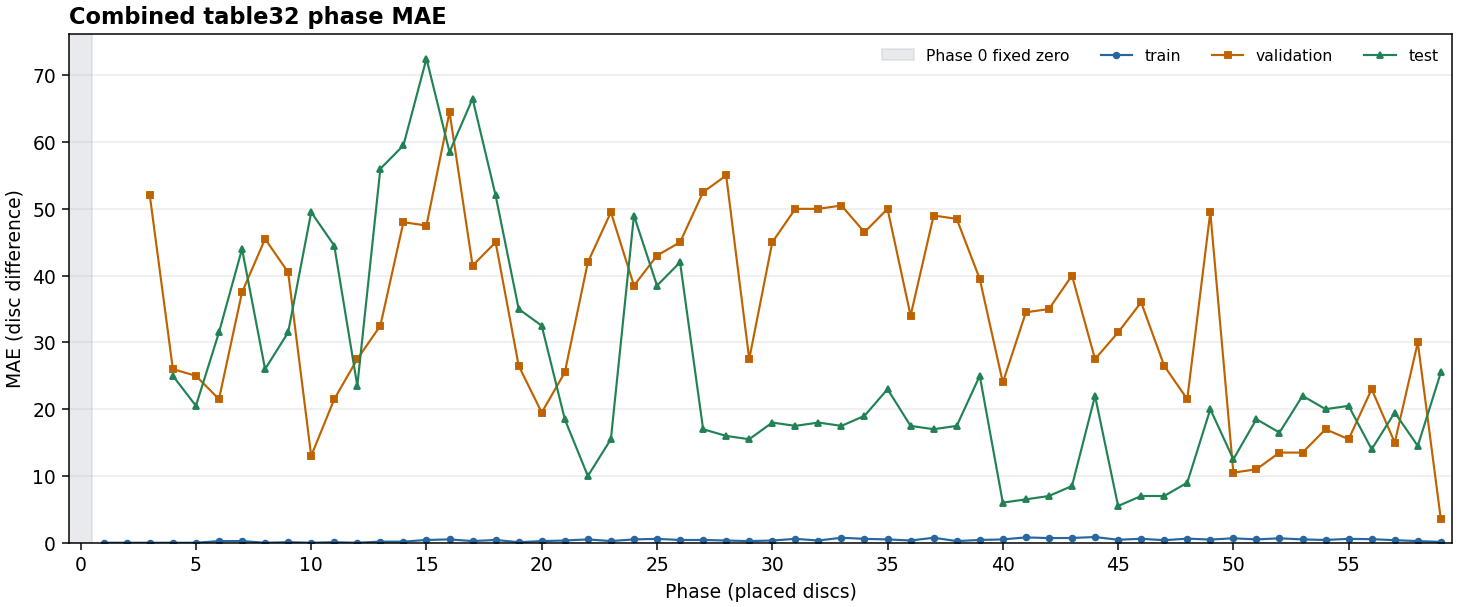 Combined table32 phase MAE
Phase 0 fixed zero train validation test
MAE (disc difference)
70
60
50
40
30
20
10
0
0 5 10 15 20 25 30 35 40 45 50 55
Phase (placed discs)